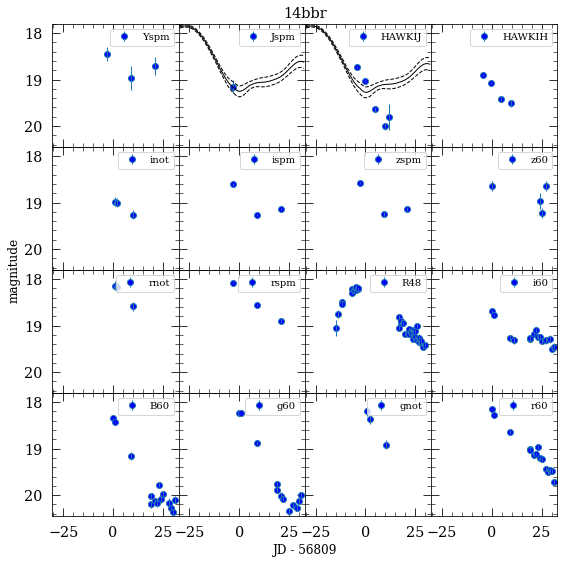 14bbr
Yspm
Jspm
HAWKIJ
HAWKIH
18
19
20
inot
ispm
zspm
z60
18
19
20
magnitude
rnot
rspm
R48
i60
18
19
20
B60
g60
gnot
r60
18
19
20
−25 0 25 −25 0 25 −25 0 25 −25 0 25
JD - 56809